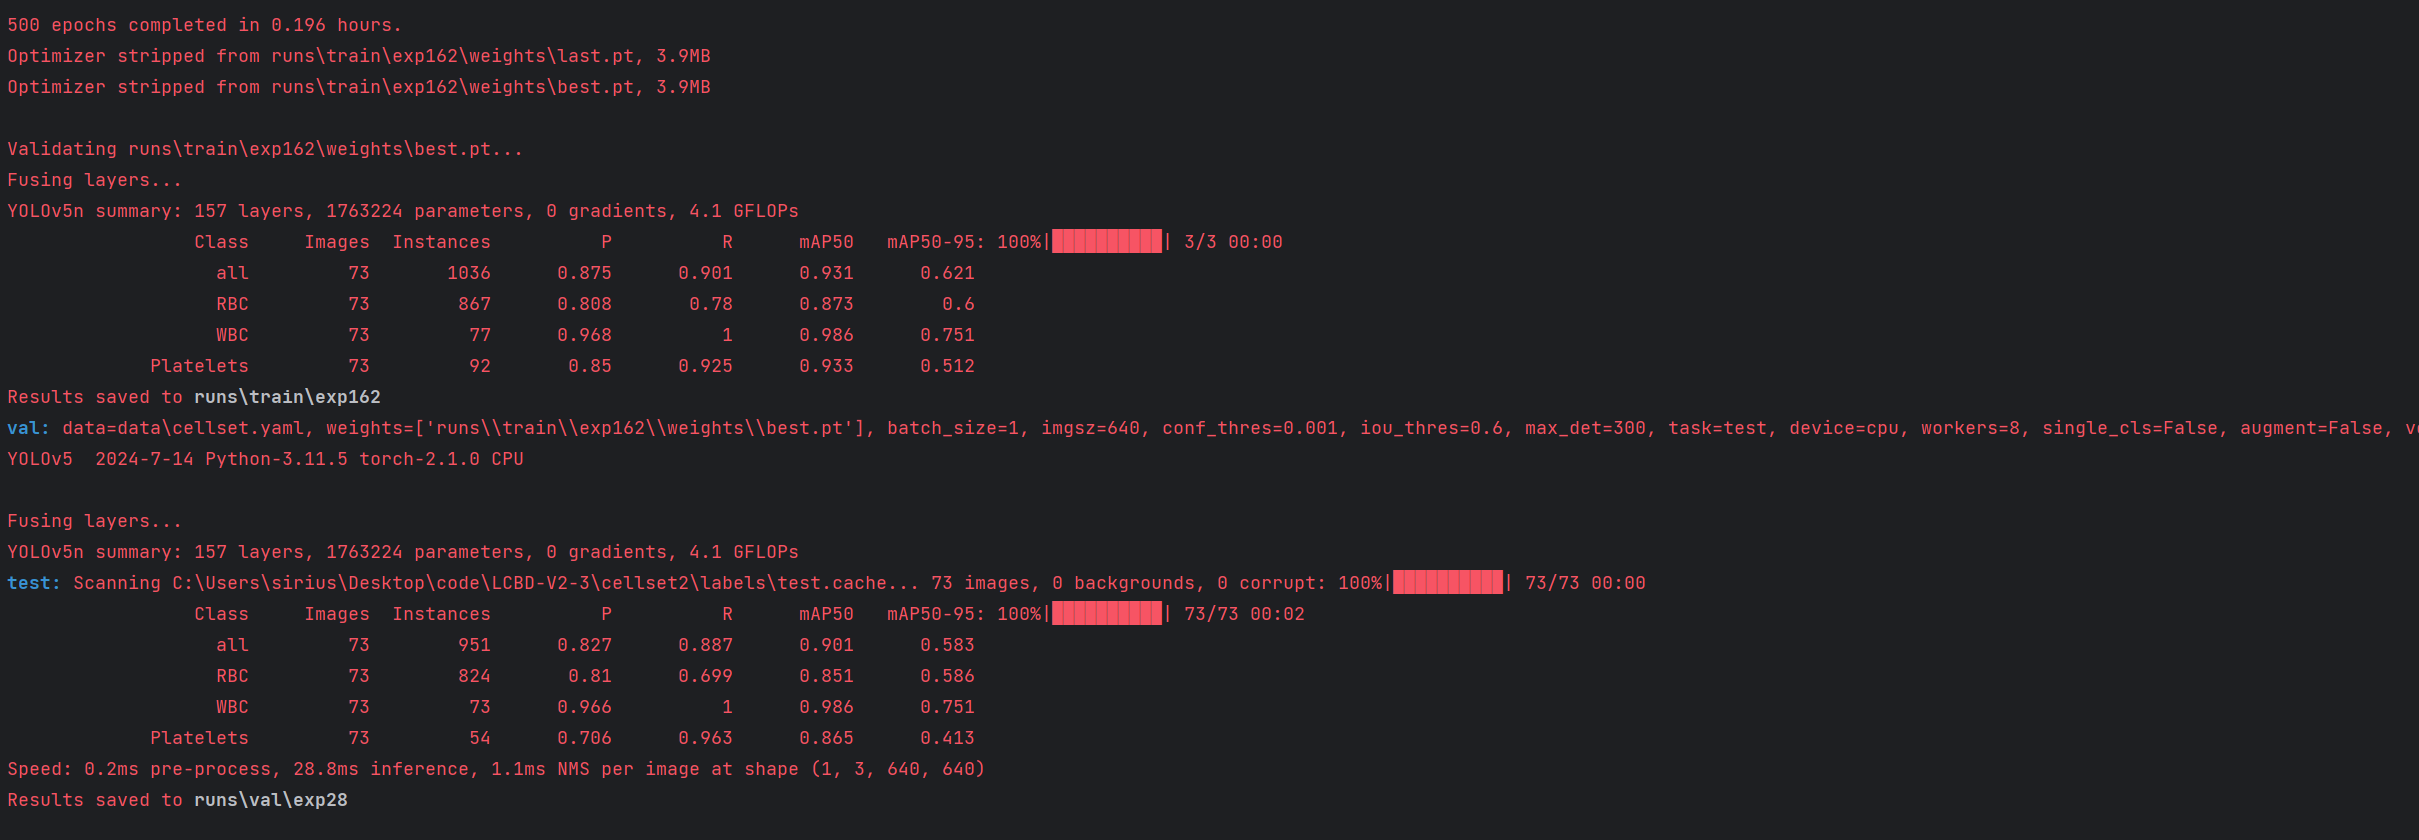 500 epochs completed in 0.196 hours.
Optimizer stripped from runs\train\exp162\weights\last.pt, 3.9MB
Optimizer stripped from runs\train\exp162\weights\best.pt, 3.9MB
Validating runs\train\exp162\weights\best.pt...
Fusing layers...
YOLOv5n summary: 157 layers, 1763224 parameters, 0 gradients, 4.1 GFLOPs
Class Images Instances P R mAP50 mAP50-95: 100%|██████████| 3/3 00:00
all 73 1036 0.875 0.901 0.931 0.621
RBC 73 867 0.808 0.78 0.873 0.6
WBC 73 77 0.968 1 0.986 0.751
Platelets 73 92 0.85 0.925 0.933 0.512
Results saved to runs\train\exp162
val: data=data\cellset.yaml, weights=['runs\\train\\exp162\\weights\\best.pt'], batch_size=1, imgsz=640, conf_thres=0.001, iou_thres=0.6, max_det=300, task=test, device=cpu, workers=8, single_cls=False, augment=False,
YOLOv5 2024-7-14 Python-3.11.5 torch-2.1.0 CPU
Fusing layers...
YOLOv5n summary: 157 layers, 1763224 parameters, 0 gradients, 4.1 GFLOPs
test: Scanning C:\Users\sirius\Desktop\code\LCBD-V2-3\cellset2\labels\test.cache... 73 images, 0 backgrounds, 0 corrupt: 100%|██████████| 73/73 00:00
Class Images Instances P R mAP50 mAP50-95: 100%|██████████| 73/73 00:02
all 73 951 0.827 0.887 0.901 0.583
RBC 73 824 0.81 0.699 0.851 0.586
WBC 73 73 0.966 1 0.986 0.751
Platelets 73 54 0.706 0.963 0.865 0.413
Speed: 0.2ms pre-process, 28.8ms inference, 1.1ms NMS per image at shape (1, 3, 640, 640)
Results saved to runs\val\exp28